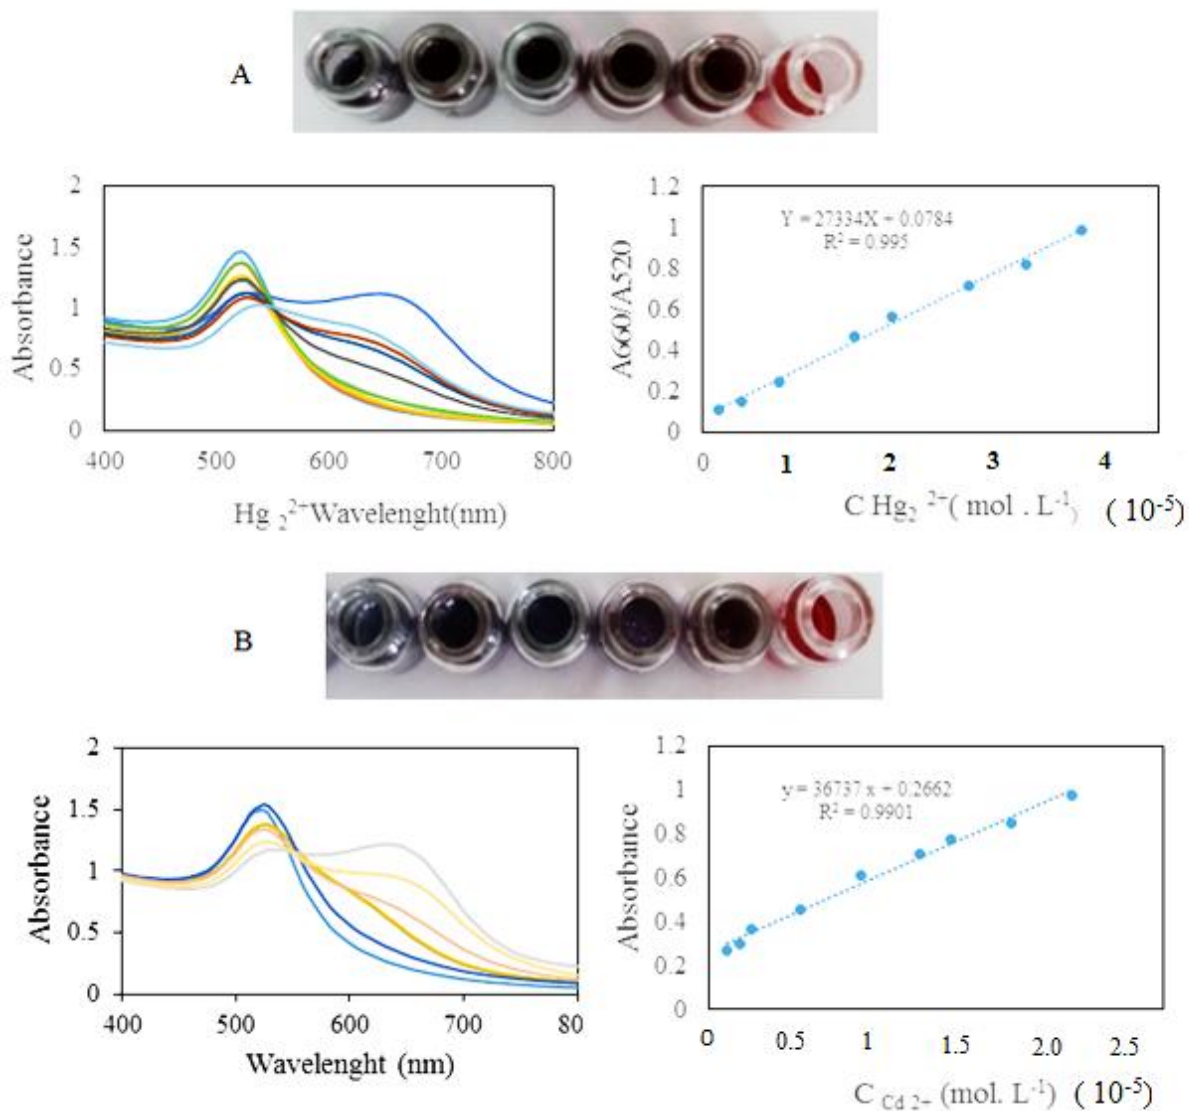 A
2
1.5
1
0.5
0
400 500 600 700 800
Absorbance
Hg ₂²⁺Wavelenght(nm)
1.2
1
0.8
0.6
0.4
0.2
0
0 1 2 3 4
A660/A520
Y = 27334X + 0.0784
R² = 0.995
C Hg₂ ²⁺( mol . L⁻¹) ( 10⁻⁵)
B
2
1.5
1
0.5
0
400 500 600 700 80
Absorbance
Wavelenght (nm)
1.2
1
0.8
0.6
0.4
0.2
0
0 0.5 1 1.5 2.0 2.5
Absorbance
y = 36737 x + 0.2662
R² = 0.9901
C Cd 2+ (mol. L⁻¹) ( 10⁻⁵)